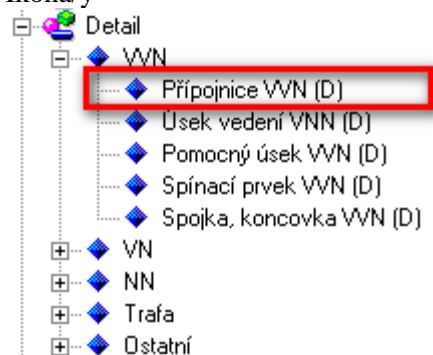 Detail
VVN
Přípojnice VVN (D)
Úsek vedení VNN (D)
Pomocný úsek VVN (D)
Spínací prvek VVN (D)
Spojka, koncovka VVN (D)
VN
NN
Trafa
Ostatní